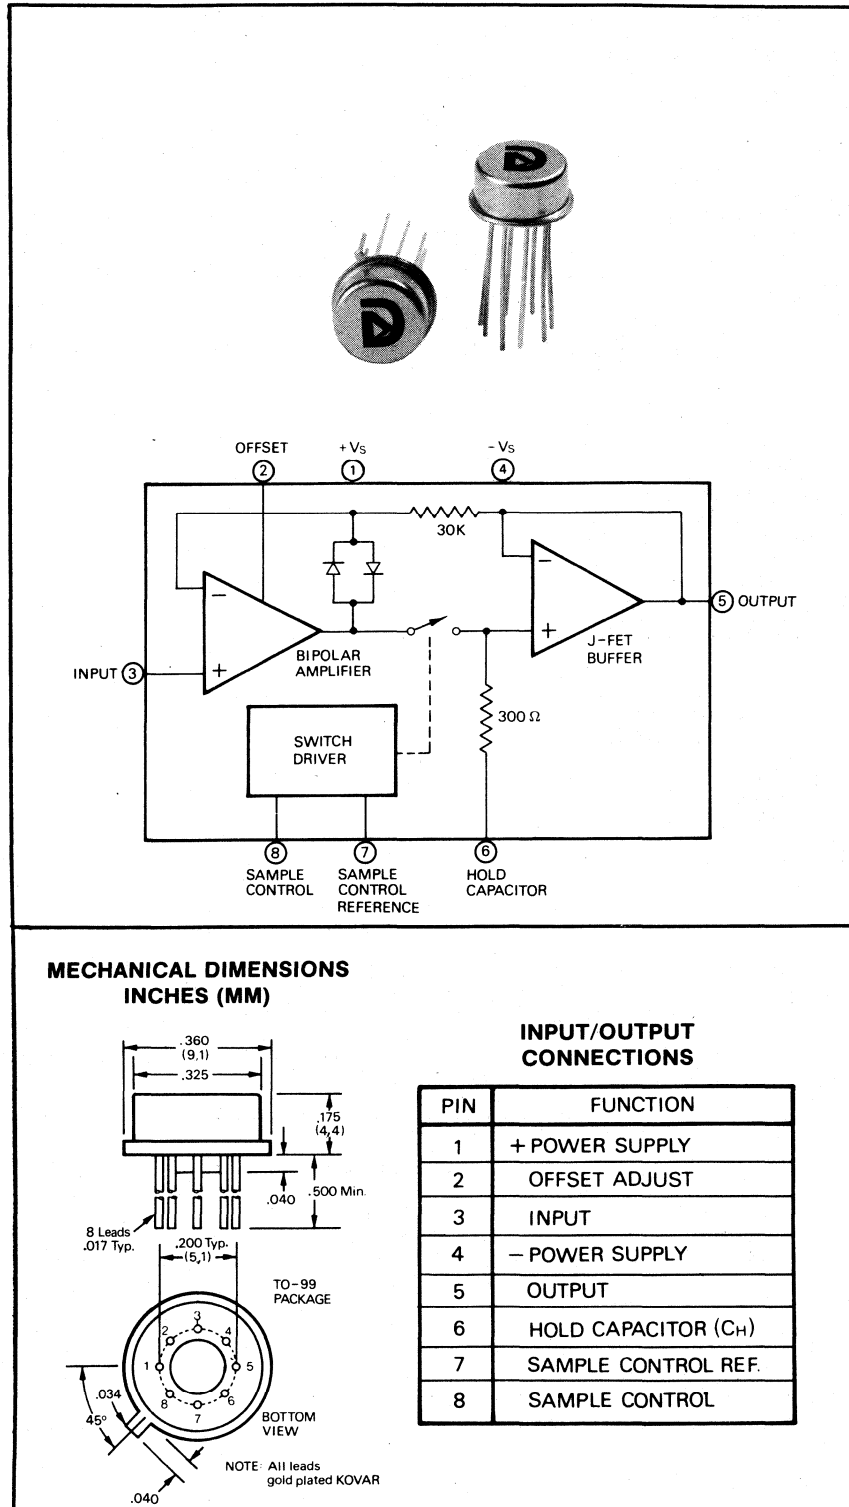 OFFSET
+VS
-VS
2
1
4
30K
−
−
5 OUTPUT
+
J-FET
BUFFER
BIPOLAR
AMPLIFIER
INPUT 3
+
300 Ω
SWITCH
DRIVER
8
7
6
SAMPLE
CONTROL
SAMPLE
CONTROL
REFERENCE
HOLD
CAPACITOR
MECHANICAL DIMENSIONS
INCHES (MM)
.360
(9,1)
.325
.175
(4,4)
.040
.500 Min.
8 Leads
.017 Typ.
.200 Typ.
(5,1)
TO-99
PACKAGE
1
2
3
4
5
6
7
8
.034
45°
BOTTOM
VIEW
NOTE: All leads
gold plated KOVAR
.040
INPUT/OUTPUT
CONNECTIONS
PIN FUNCTION
1 + POWER SUPPLY
2 OFFSET ADJUST
3 INPUT
4 − POWER SUPPLY
5 OUTPUT
6 HOLD CAPACITOR (CH)
7 SAMPLE CONTROL REF.
8 SAMPLE CONTROL